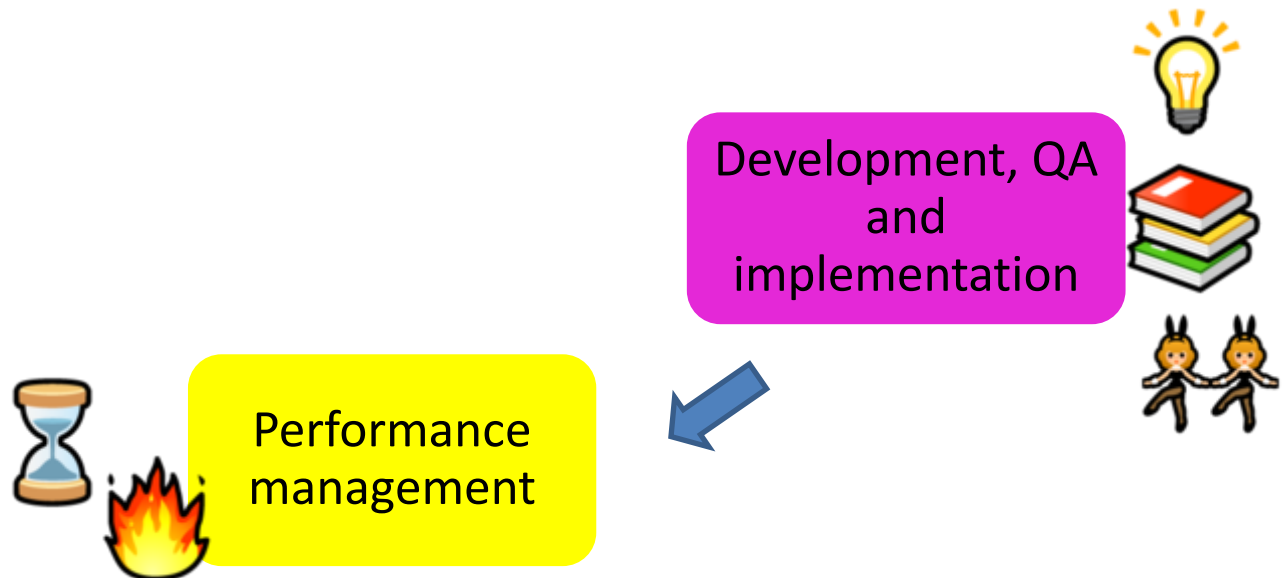 Development, QA
and
implementation
Performance
management